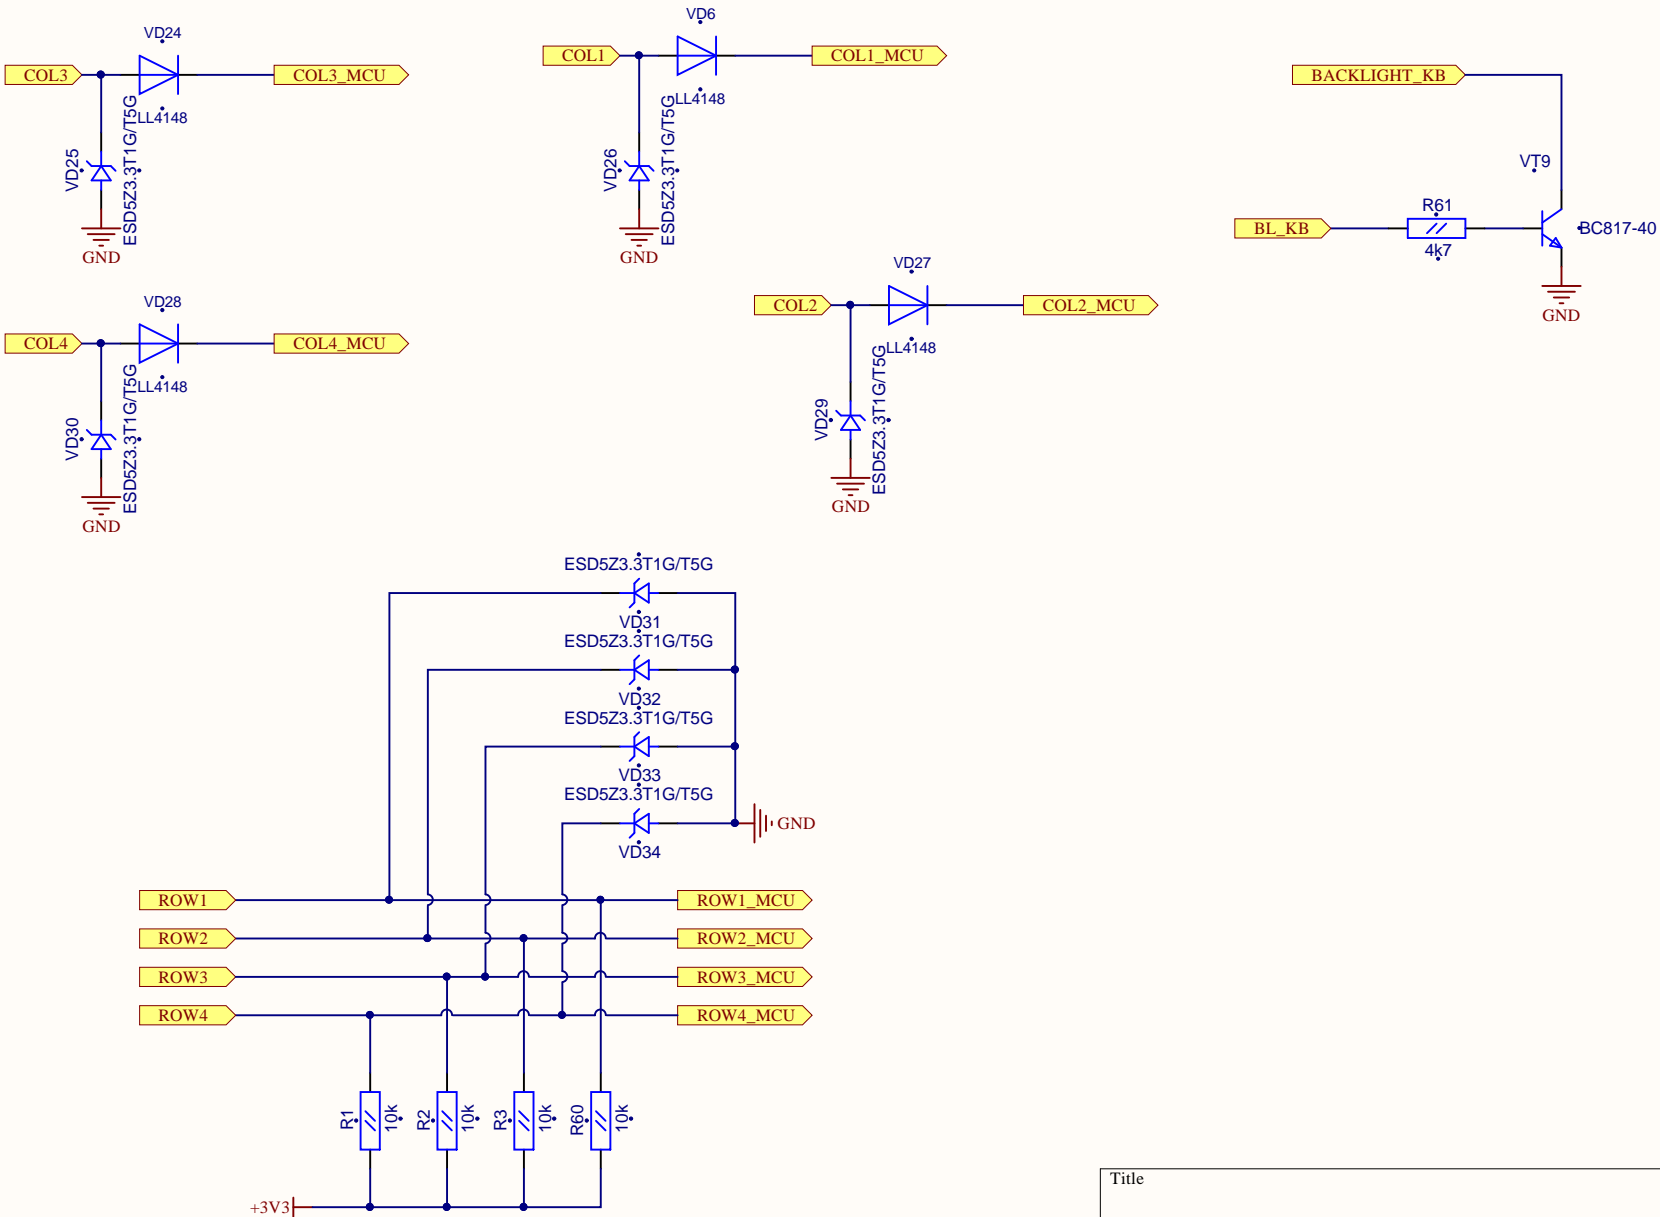 VD24
COL3
COL3_MCU
LL4148
VD25
ESD5Z3.3T1G/T5G
GND
VD6
COL1
COL1_MCU
LL4148
VD26
ESD5Z3.3T1G/T5G
GND
BACKLIGHT_KB
VT9
R61
BL_KB
4k7
BC817-40
GND
VD28
COL4
COL4_MCU
LL4148
VD30
ESD5Z3.3T1G/T5G
GND
VD27
COL2
COL2_MCU
LL4148
VD29
ESD5Z3.3T1G/T5G
GND
ESD5Z3.3T1G/T5G
VD31
ESD5Z3.3T1G/T5G
VD32
ESD5Z3.3T1G/T5G
VD33
ESD5Z3.3T1G/T5G
GND
VD34
ROW1
ROW1_MCU
ROW2
ROW2_MCU
ROW3
ROW3_MCU
ROW4
ROW4_MCU
R1
10k
R2
10k
R3
10k
R60
10k
+3V3
Title